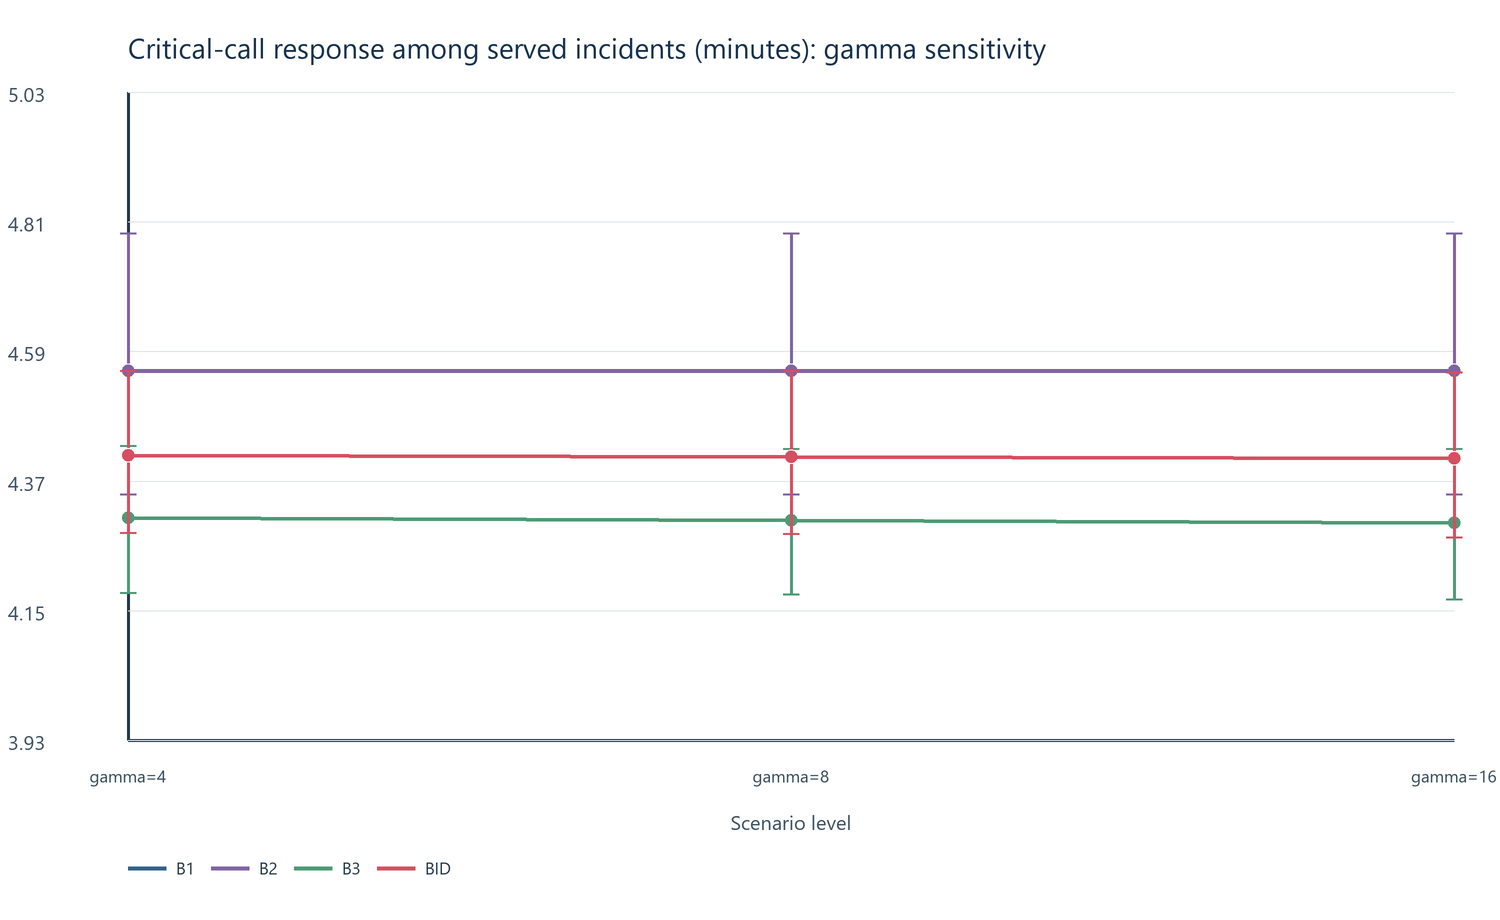 Critical-call response among served incidents (minutes): gamma sensitivity
5.03
4.81
4.59
4.37
4.15
3.93
gamma=4 gamma=8 gamma=16
Scenario level
B1 B2 B3 BID